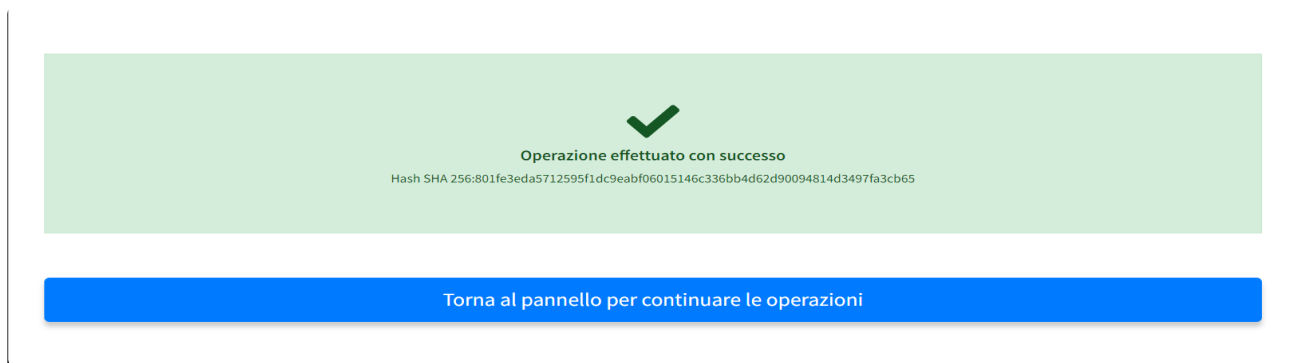 Operazione effettuato con successo
Hash SHA 256:801fe3eda5712595f1dc9eabf06015146c336bb4d62d90094814d3497fa3cb65
Torna al pannello per continuare le operazioni